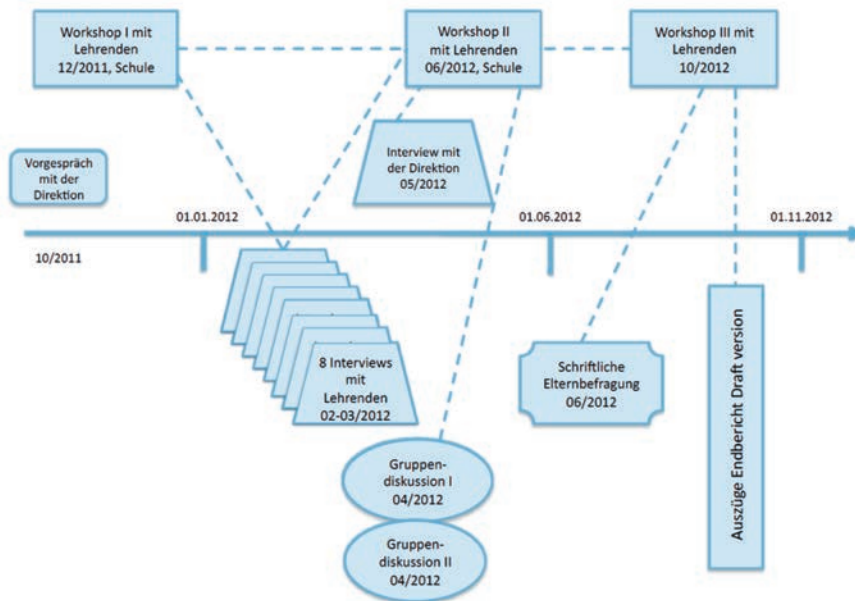 Workshop I mit
Lehrenden
12/2011, Schule
Workshop II
mit Lehrenden
06/2012, Schule
Workshop III mit
Lehrenden
10/2012
Vorgespräch
mit der
Direktion
Interview mit
der Direktion
05/2012
01.01.2012
01.06.2012
01.11.2012
10/2011
8 Interviews
mit
Lehrenden
02-03/2012
Schriftliche
Elternbefragung
06/2012
Auszüge Endbericht Draft version
Gruppen-
diskussion I
04/2012
Gruppen-
diskussion II
04/2012